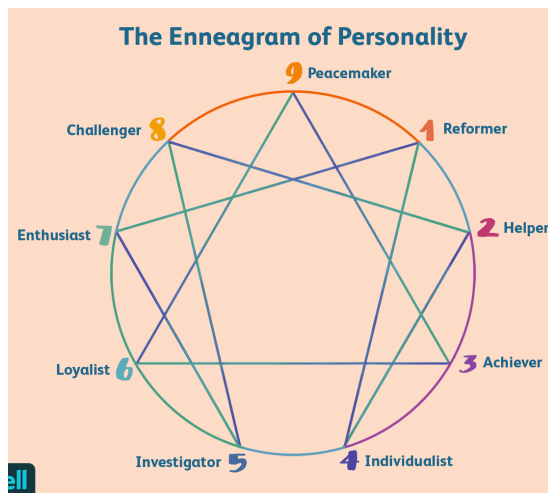 The Enneagram of Personality
9 Peacemaker
Challenger 8
1 Reformer
Enthusiast 7
2 Helper
Loyalist 6
3 Achiever
Investigator 5
4 Individualist
ell